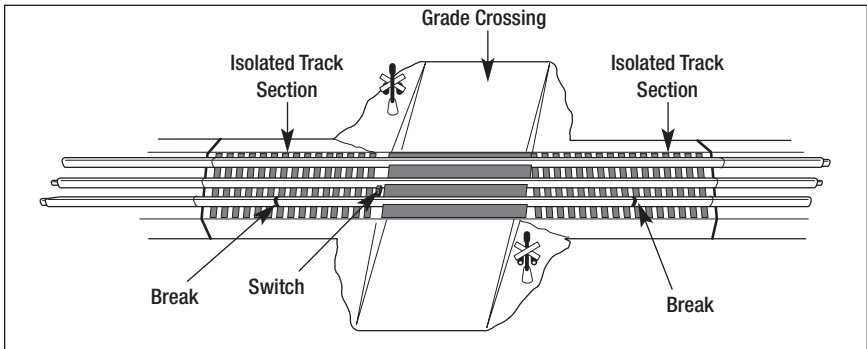 Grade Crossing
Isolated Track
Section
Isolated Track
Section
Break
Switch
Break